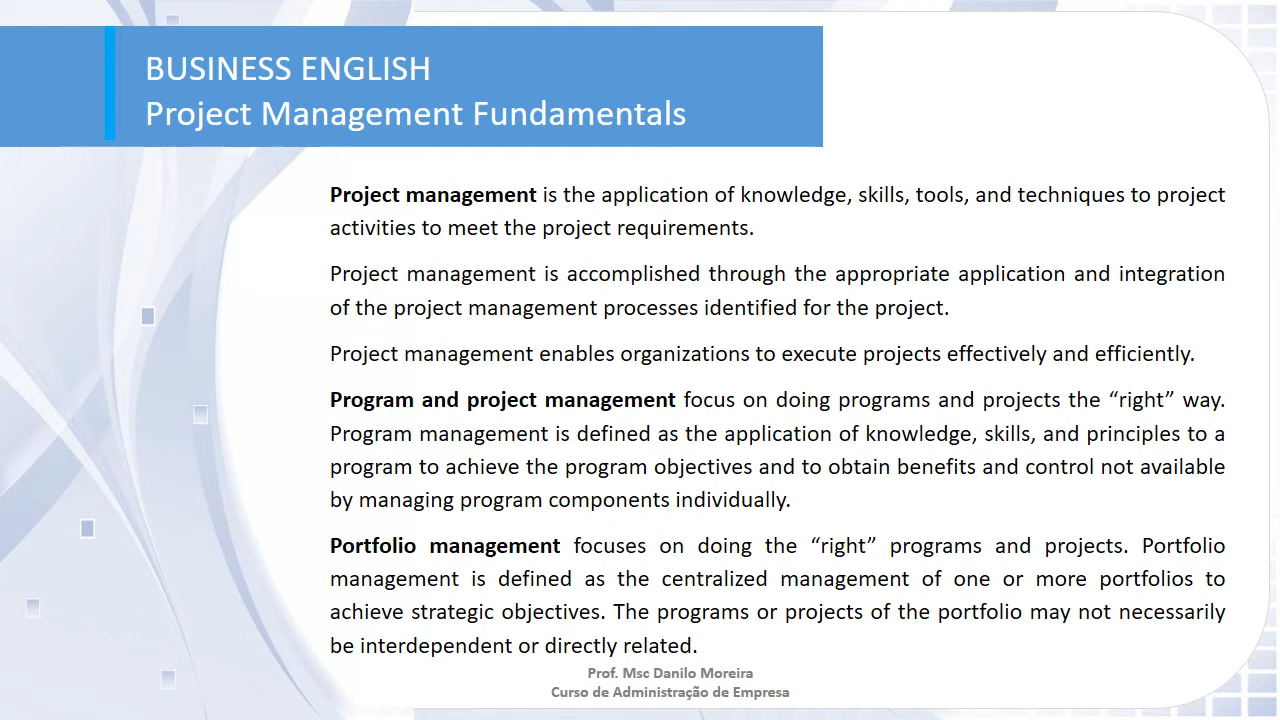 BUSINESS ENGLISH
Project Management Fundamentals
Project management is the application of knowledge, skills, tools, and techniques to project
activities to meet the project requirements.
Project management is accomplished through the appropriate application and integration
of the project management processes identified for the project.
Project management enables organizations to execute projects effectively and efficiently.
Program and project management focus on doing programs and projects the “right” way.
Program management is defined as the application of knowledge, skills, and principles to a
program to achieve the program objectives and to obtain benefits and control not available
by managing program components individually.
Portfolio management focuses on doing the “right” programs and projects. Portfolio
management is defined as the centralized management of one or more portfolios to
achieve strategic objectives. The programs or projects of the portfolio may not necessarily
be interdependent or directly related.
Prof. Msc Danilo Moreira
Curso de Administração de Empresa